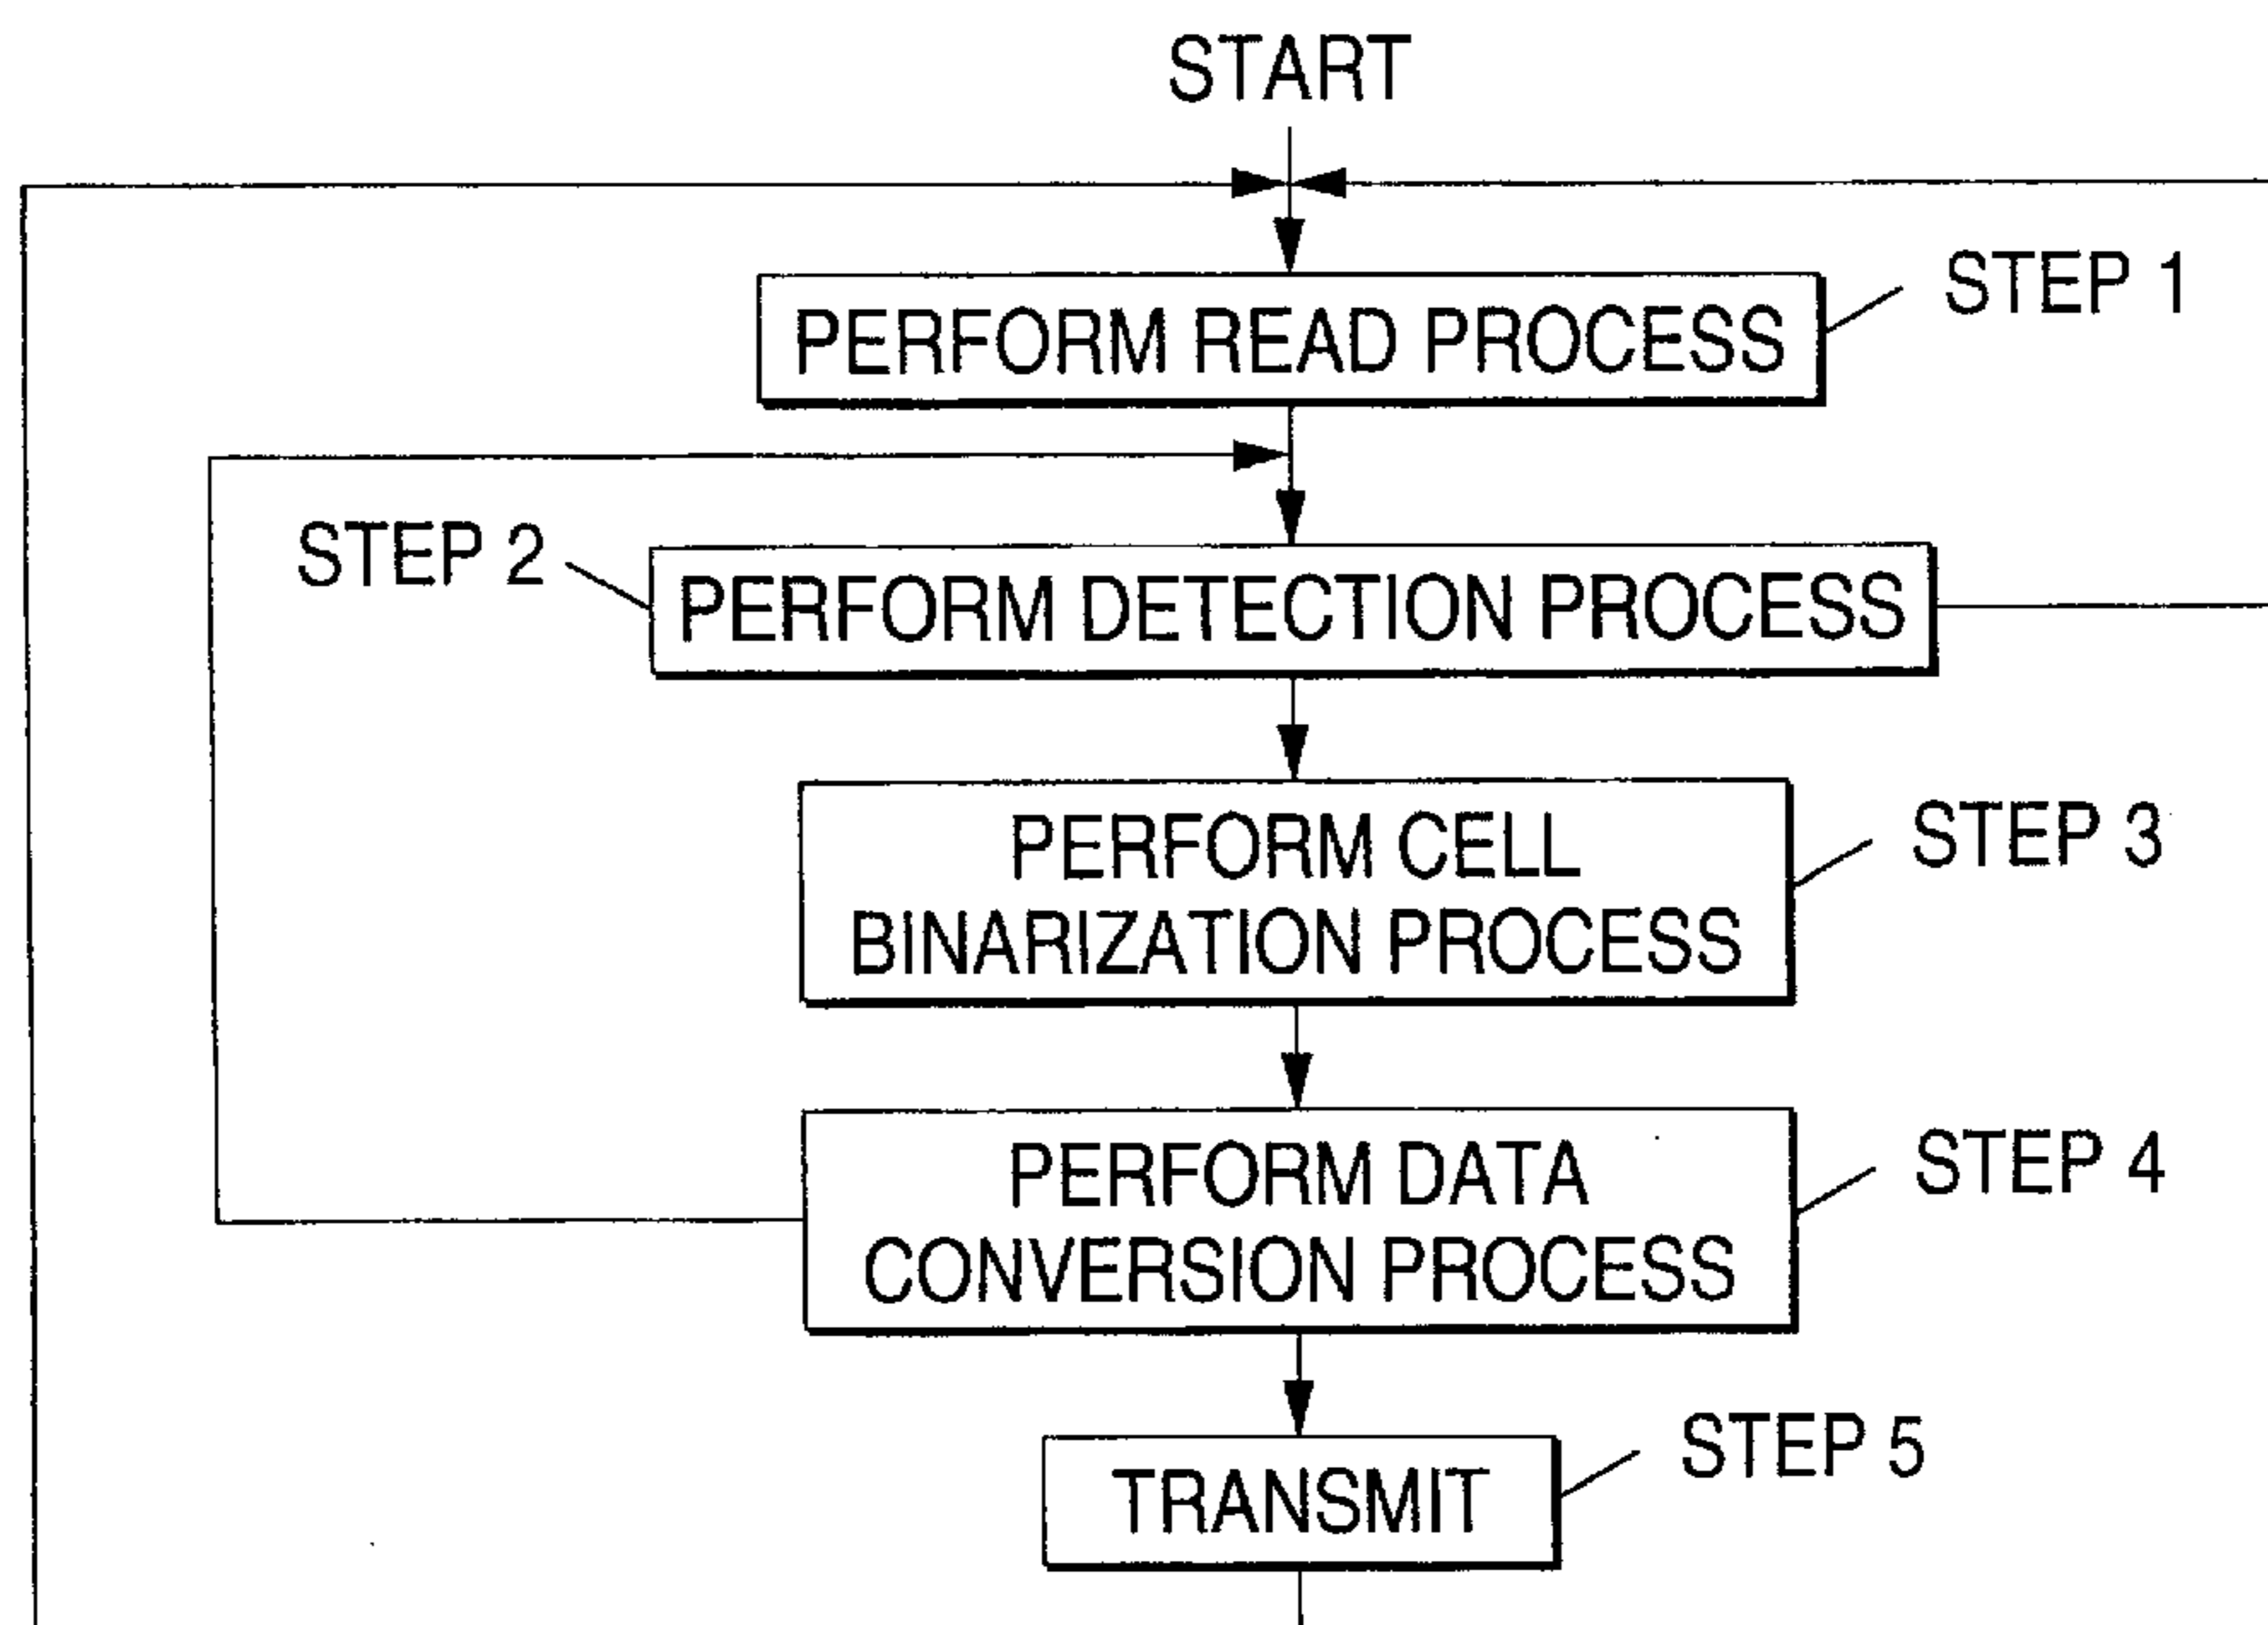 START
STEP 1
PERFORM READ PROCESS
STEP 2
PERFORM DETECTION PROCESS
STEP 3
PERFORM CELL
BINARIZATION PROCESS
STEP 4
PERFORM DATA
CONVERSION PROCESS
STEP 5
TRANSMIT